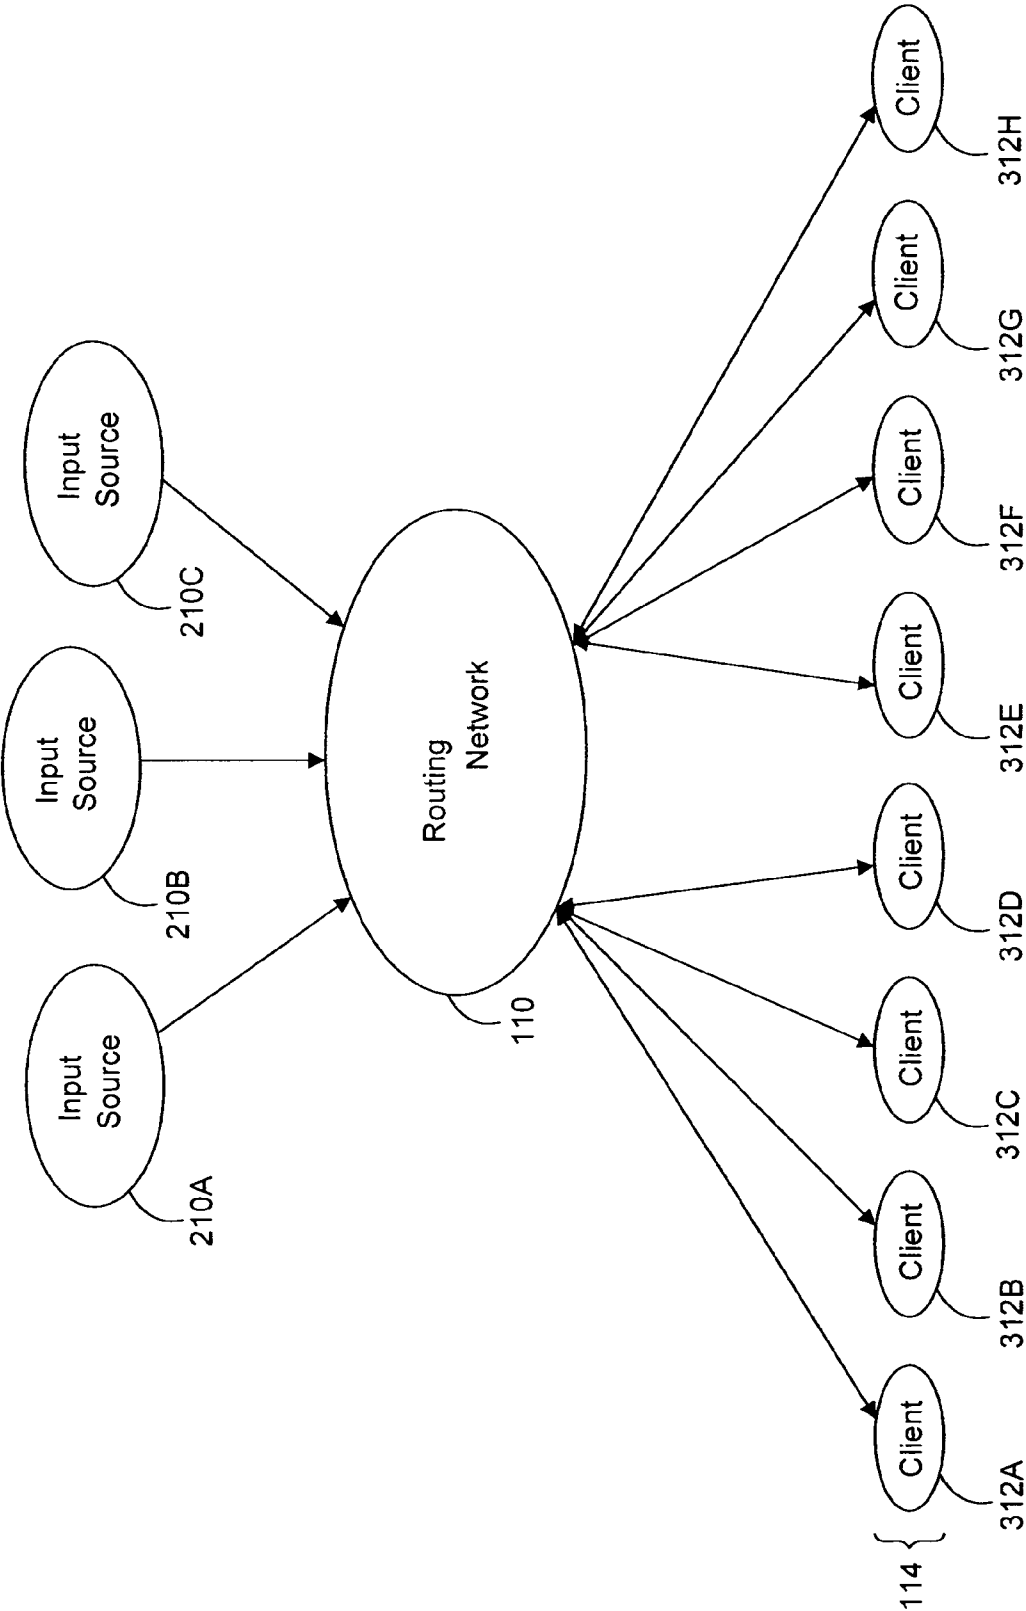 Input
Source
210A
Input
Source
210B
Input
Source
210C
Routing
Network
110
114
Client
312A
Client
312B
Client
312C
Client
312D
Client
312E
Client
312F
Client
312G
Client
312H